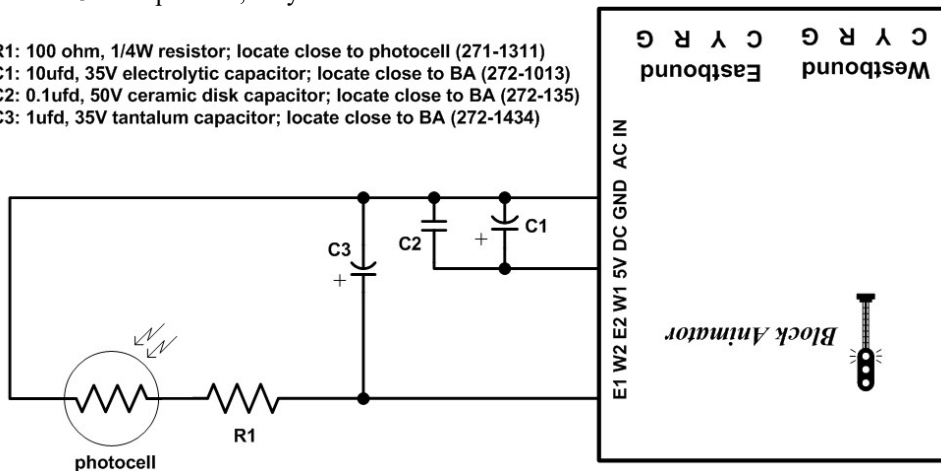 R1: 100 ohm, 1/4W resistor; locate close to photocell (271-1311)
C1: 10ufd, 35V electrolytic capacitor; locate close to BA (272-1013)
C2: 0.1ufd, 50V ceramic disk capacitor; locate close to BA (272-135)
C3: 1ufd, 35V tantalum capacitor; locate close to BA (272-1434)
G R Y C G R Y C
Eastbound Westbound
E1 W2 E2 W1 5V DC GND AC IN
C3
+
C2
+
C1
Block Animator
R1
photocell